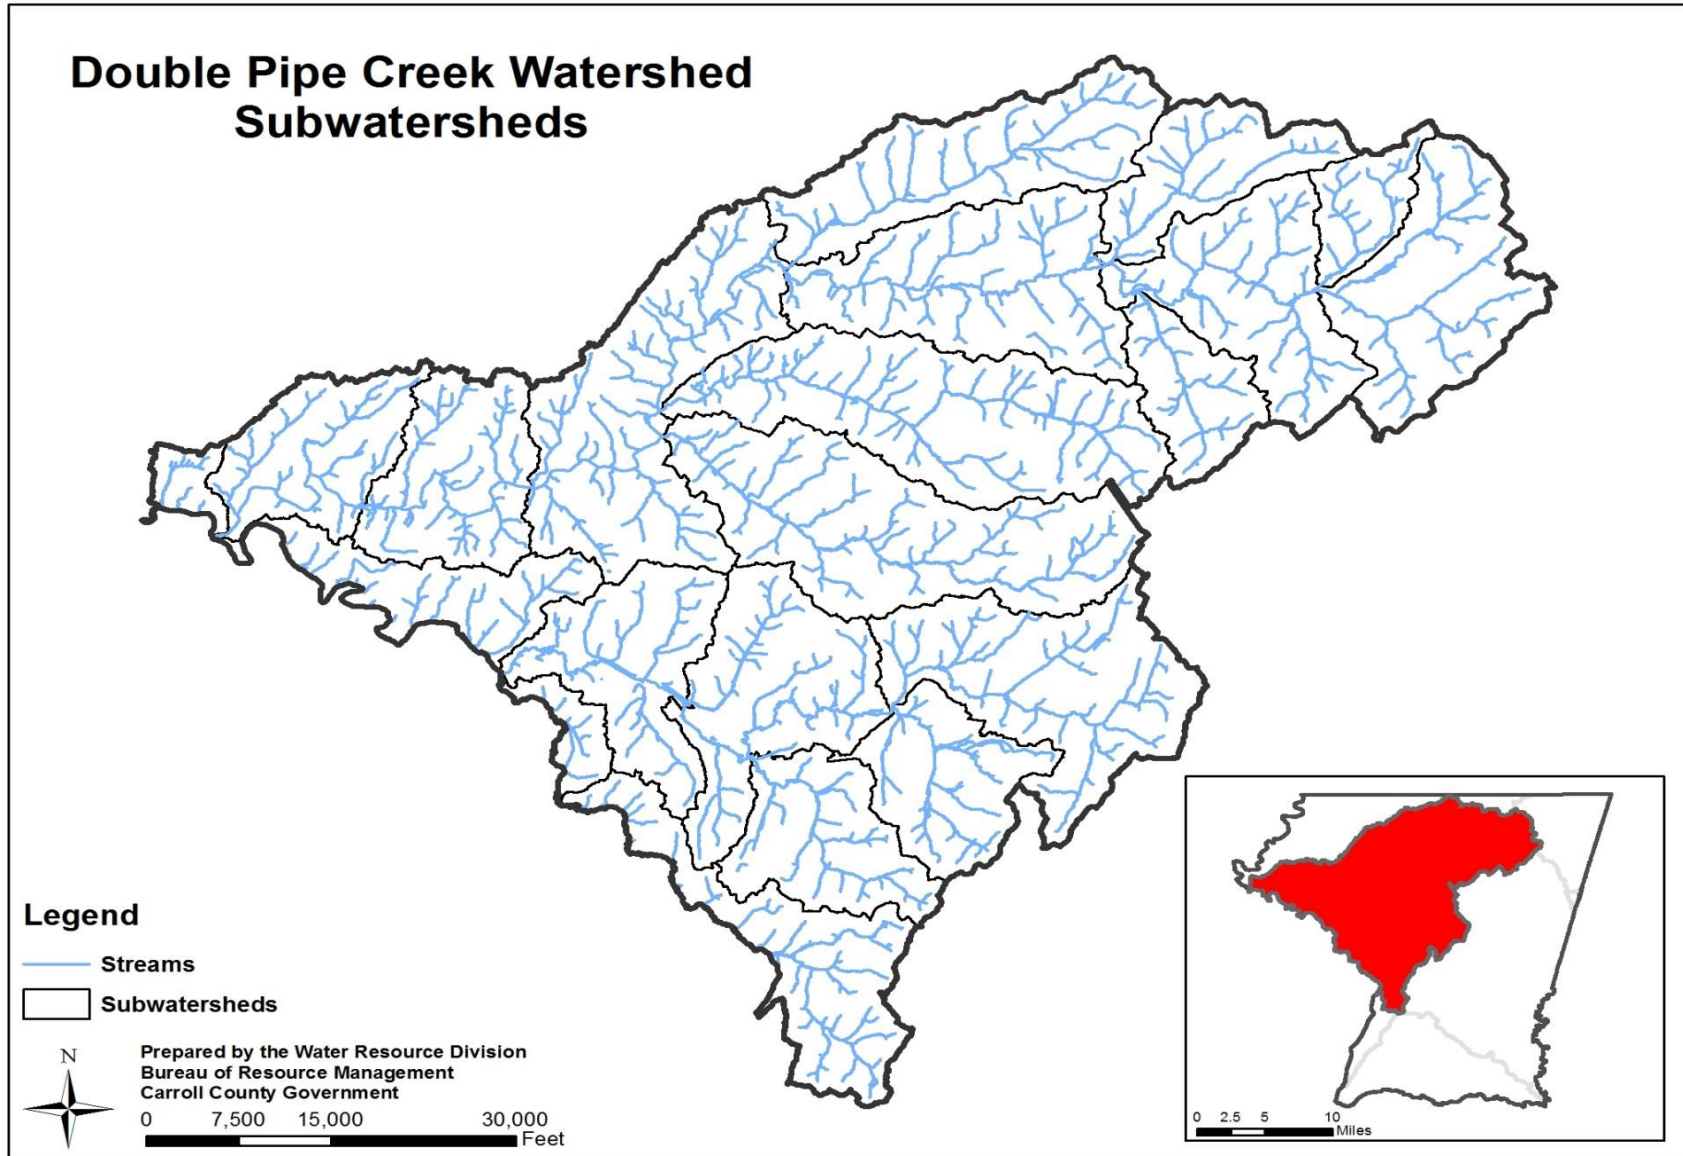 Double Pipe Creek Watershed
Subwatersheds
Legend
Streams
Subwatersheds
N
Prepared by the Water Resource Division
Bureau of Resource Management
Carroll County Government
0 7,500 15,000 30,000
Feet
0 2.5 5 10
Miles